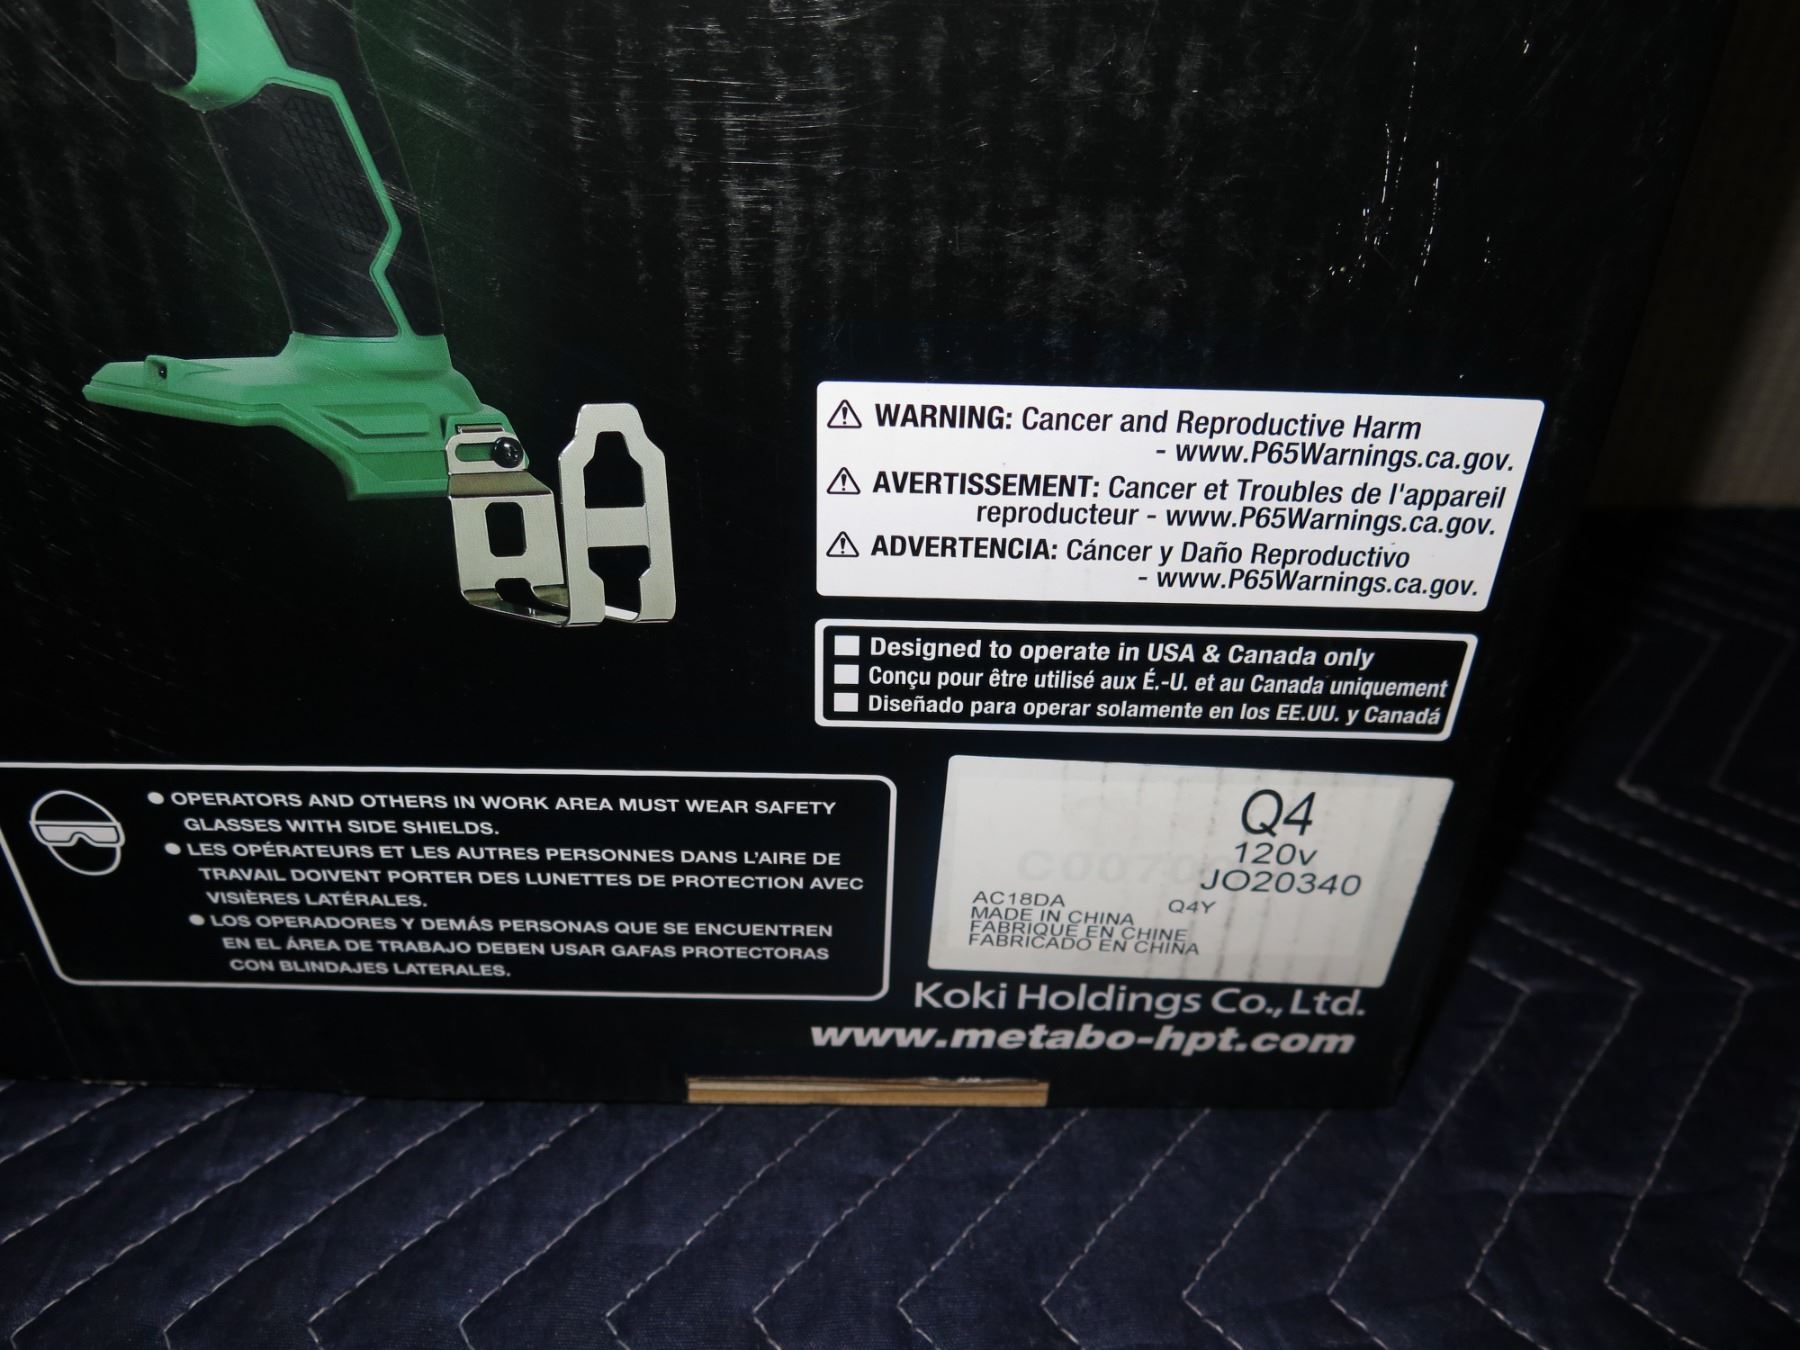 WARNING: Cancer and Reproductive Harm
- www.P65Warnings.ca.gov.
AVERTISSEMENT: Cancer et Troubles de l'appareil
reproducteur - www.P65Warnings.ca.gov.
ADVERTENCIA: Cáncer y Daño Reproductivo
- www.P65Warnings.ca.gov.
Designed to operate in USA & Canada only
Conçu pour être utilisé aux É.-U. et au Canada uniquement
Diseñado para operar solamente en los EE.UU. y Canadá
● OPERATORS AND OTHERS IN WORK AREA MUST WEAR SAFETY
GLASSES WITH SIDE SHIELDS.
● LES OPÉRATEURS ET LES AUTRES PERSONNES DANS L'AIRE DE
TRAVAIL DOIVENT PORTER DES LUNETTES DE PROTECTION AVEC
VISIÈRES LATÉRALES.
● LOS OPERADORES Y DEMÁS PERSONAS QUE SE ENCUENTREN
EN EL ÁREA DE TRABAJO DEBEN USAR GAFAS PROTECTORAS
CON BLINDAJES LATERALES.
Q4
120v
JO20340
AC18DA Q4Y
MADE IN CHINA
FABRIQUE EN CHINE
FABRICADO EN CHINA
Koki Holdings Co., Ltd.
www.metabo-hpt.com